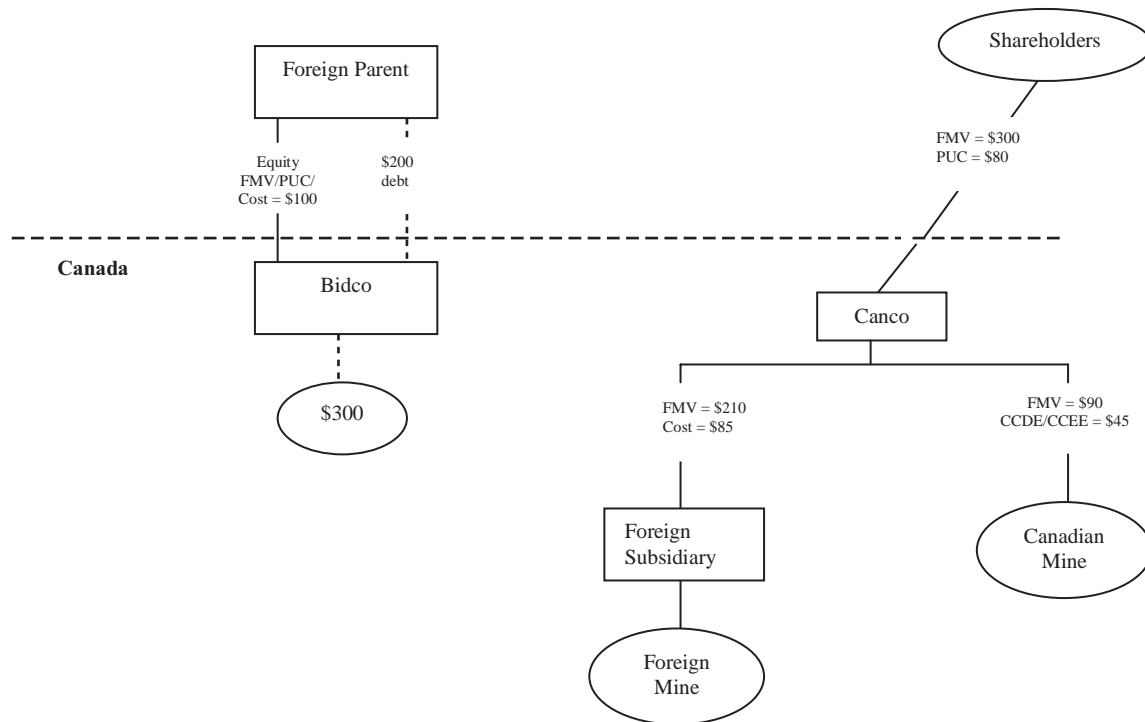 Shareholders
Foreign Parent
FMV = $300
PUC = $80
Equity
FMV/PUC/
Cost = $100
$200
debt
Canada
Bidco
Canco
$300
FMV = $210
Cost = $85
FMV = $90
CCDE/CCEE = $45
Foreign
Subsidiary
Canadian
Mine
Foreign
Mine